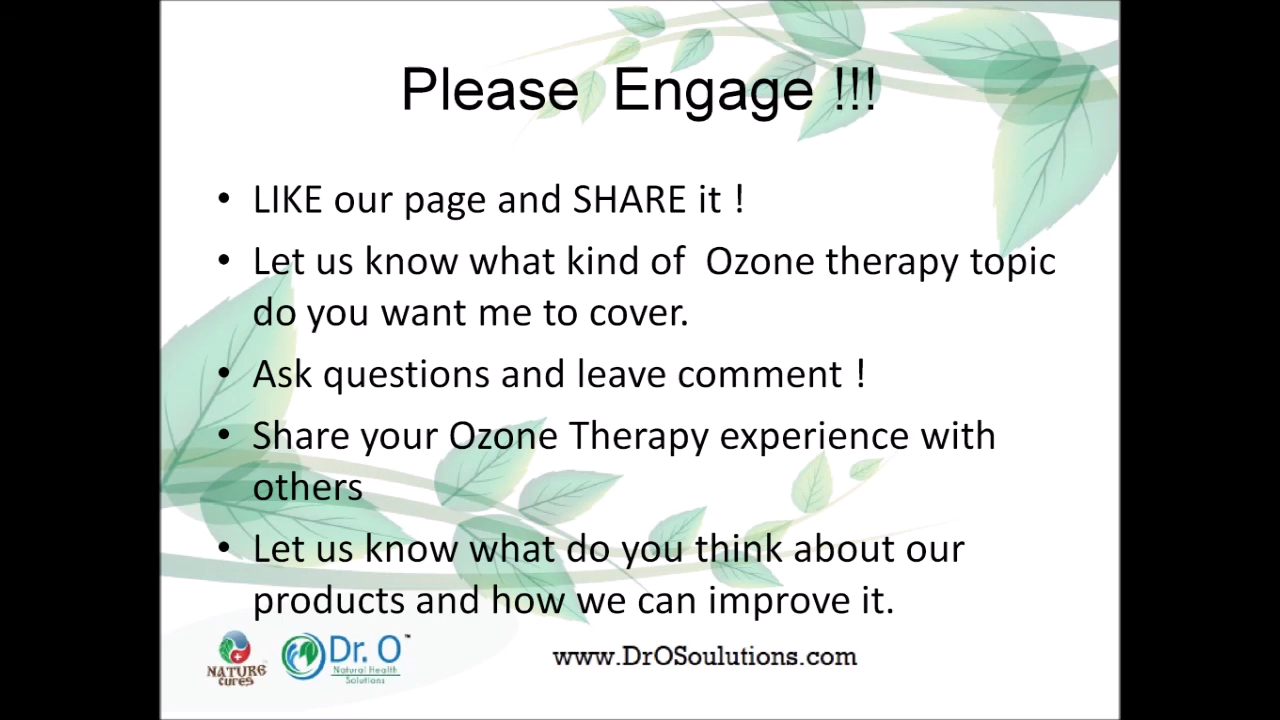 Please  Engage !!!
• LIKE our page and SHARE it !
• Let us know what kind of  Ozone therapy topic
do you want me to cover.
• Ask questions and leave comment !
• Share your Ozone Therapy experience with
others
• Let us know what do you think about our
products and how we can improve it.
NATURE
cures
Dr. O™
Natural Health
Solutions
www.DrOSoulutions.com